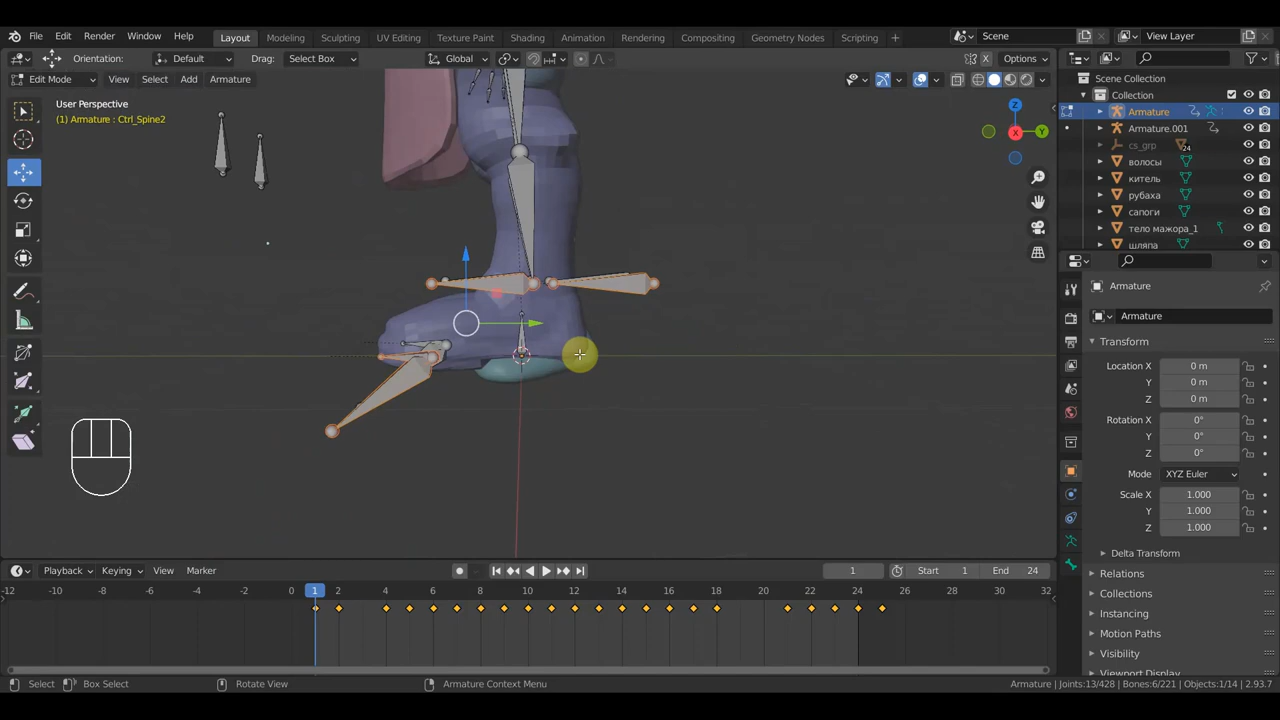 File Edit Render Window Help Layout Modeling Sculpting UV Editing Texture Paint Shading Animation Rendering Compositing Geometry Nodes Scripting + Scene View Layer
Orientation: Default Drag: Select Box Global X Options
Edit Mode View Select Add Armature
User Perspective
(1) Armature : Ctrl_Spine2
Z
Y
X
Scene Collection
Collection
Armature
Armature.001
cs_grp 24
волосы
китель
рубаха
сапоги
тело мажора_1
шляпа
Armature
Armature
Transform
Location X 0 m
Y 0 m
Z 0 m
Rotation X 0°
Y 0°
Z 0°
Mode XYZ Euler
Scale X 1.000
Y 1.000
Z 1.000
Delta Transform
Relations
Collections
Instancing
Motion Paths
Visibility
Viewport Display
Playback Keying View Marker 1 Start 1 End 24
-12 -10 -8 -6 -4 -2 0 1 2 4 6 8 10 12 14 16 18 20 22 24 26 28 30 32
Select Box Select Rotate View Armature Context Menu Armature | Joints:13/428 | Bones:6/221 | Objects:1/14 | 2.93.7